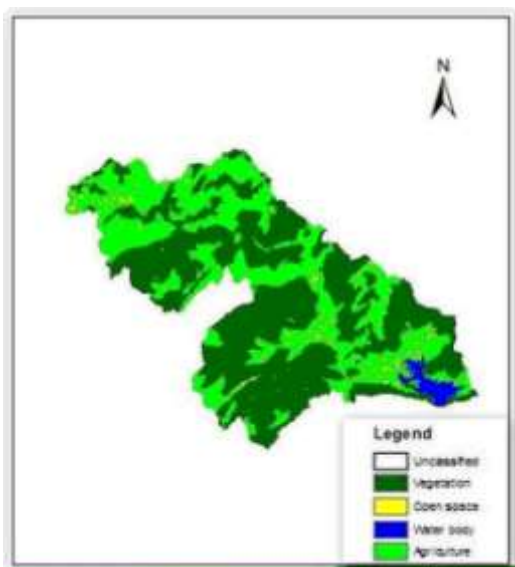 N
Legend
Unclassified
Vegetation
Open space
Water body
Agriculture